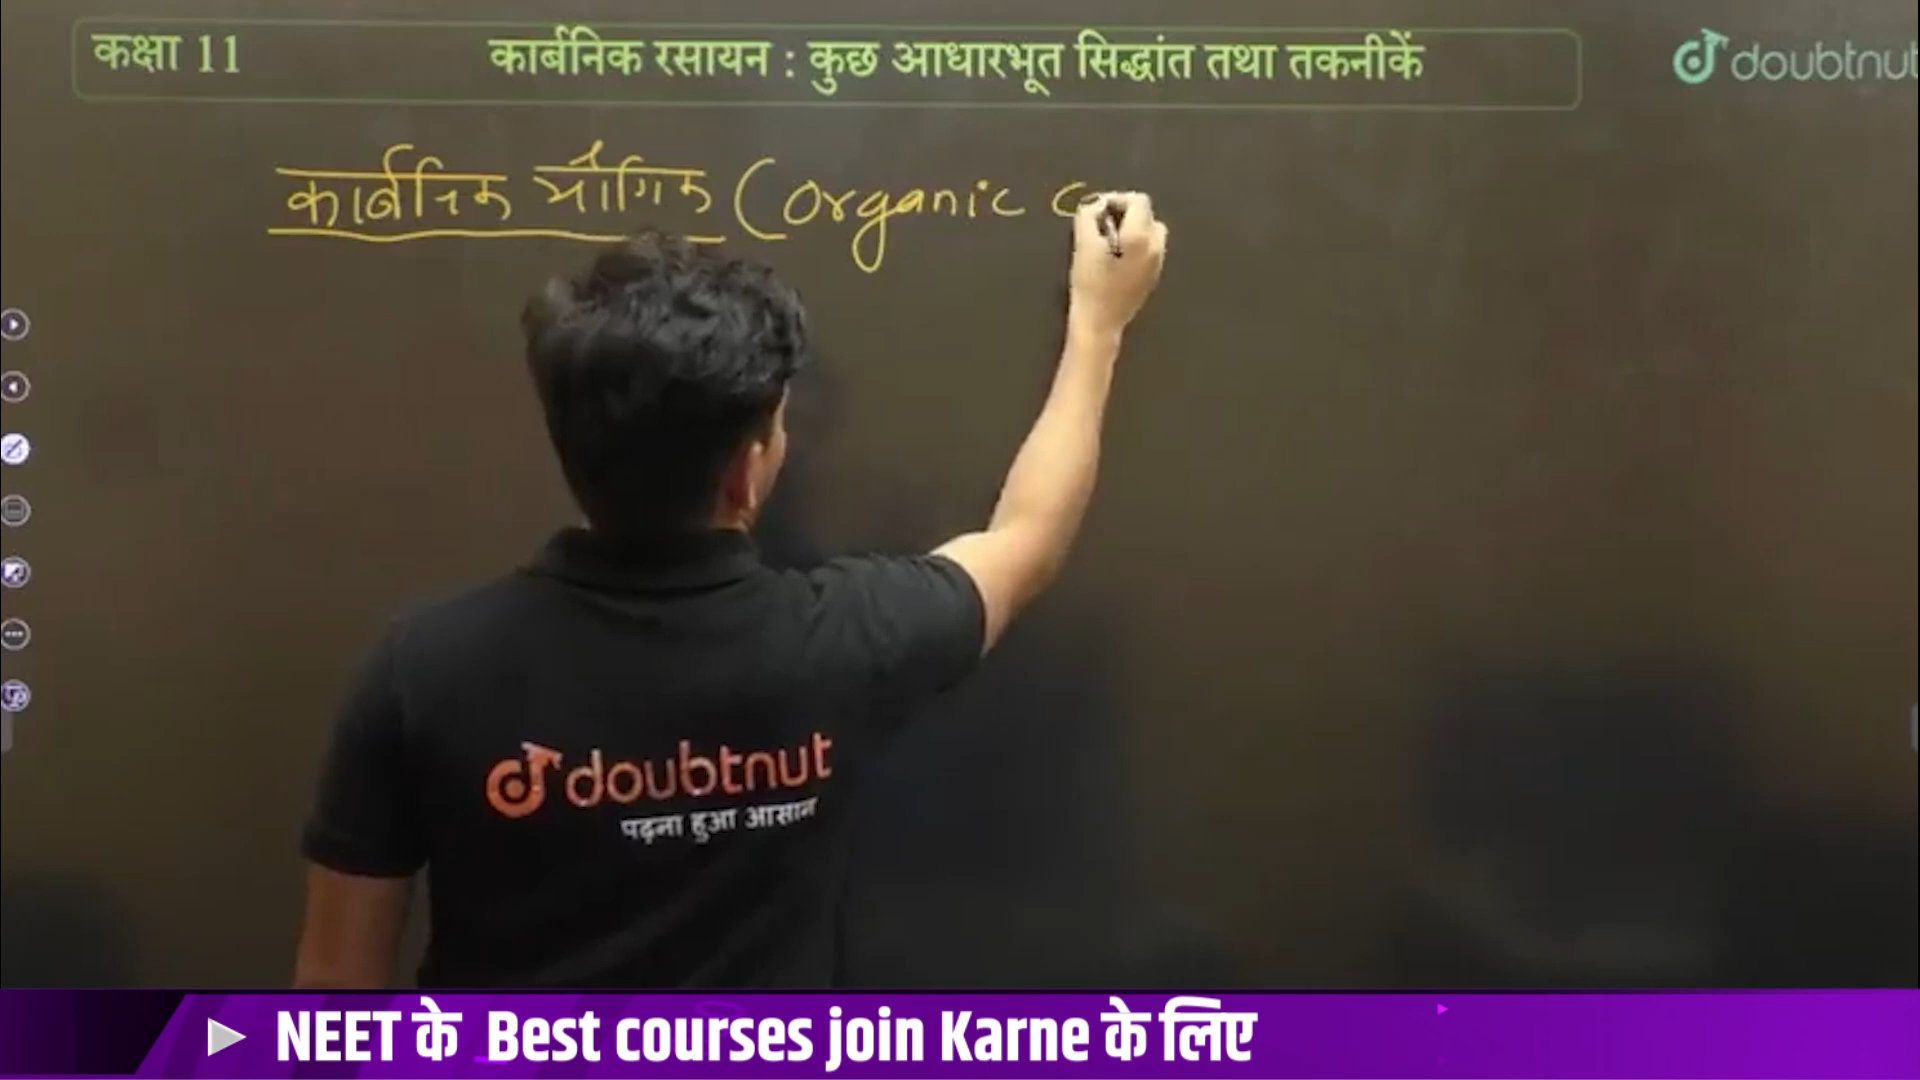 कक्षा 11 कार्बनिक रसायन : कुछ आधारभूत सिद्धांत तथा तकनीकें doubtnut
कार्बनिक यौगिक (Organic Co
doubtnut
पढ़ना हुआ आसान
NEET के Best courses join Karne के लिए